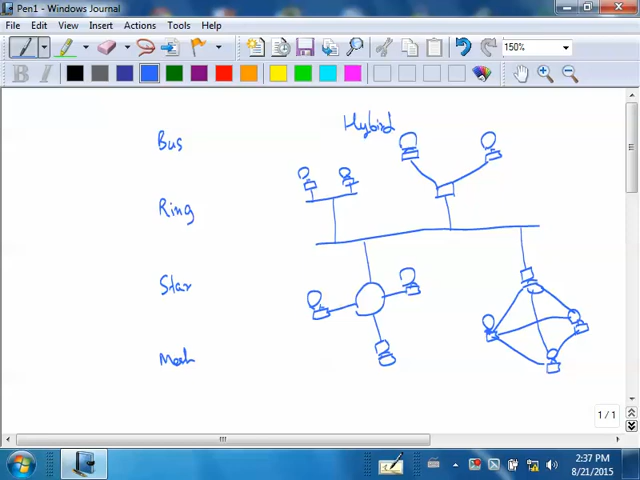 Pen1 - Windows Journal
File Edit View Insert Actions Tools Help
150%
B I
Hybird
Bus
Ring
Star
Mesh
1 / 1
2:37 PM
8/21/2015